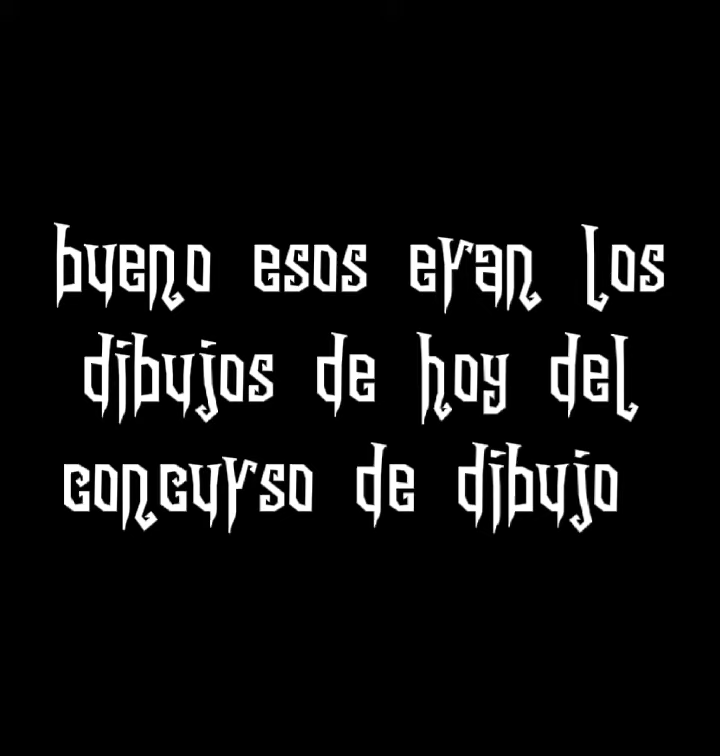 bueno esos eran los
dibujos de hoy del
concurso de dibujo